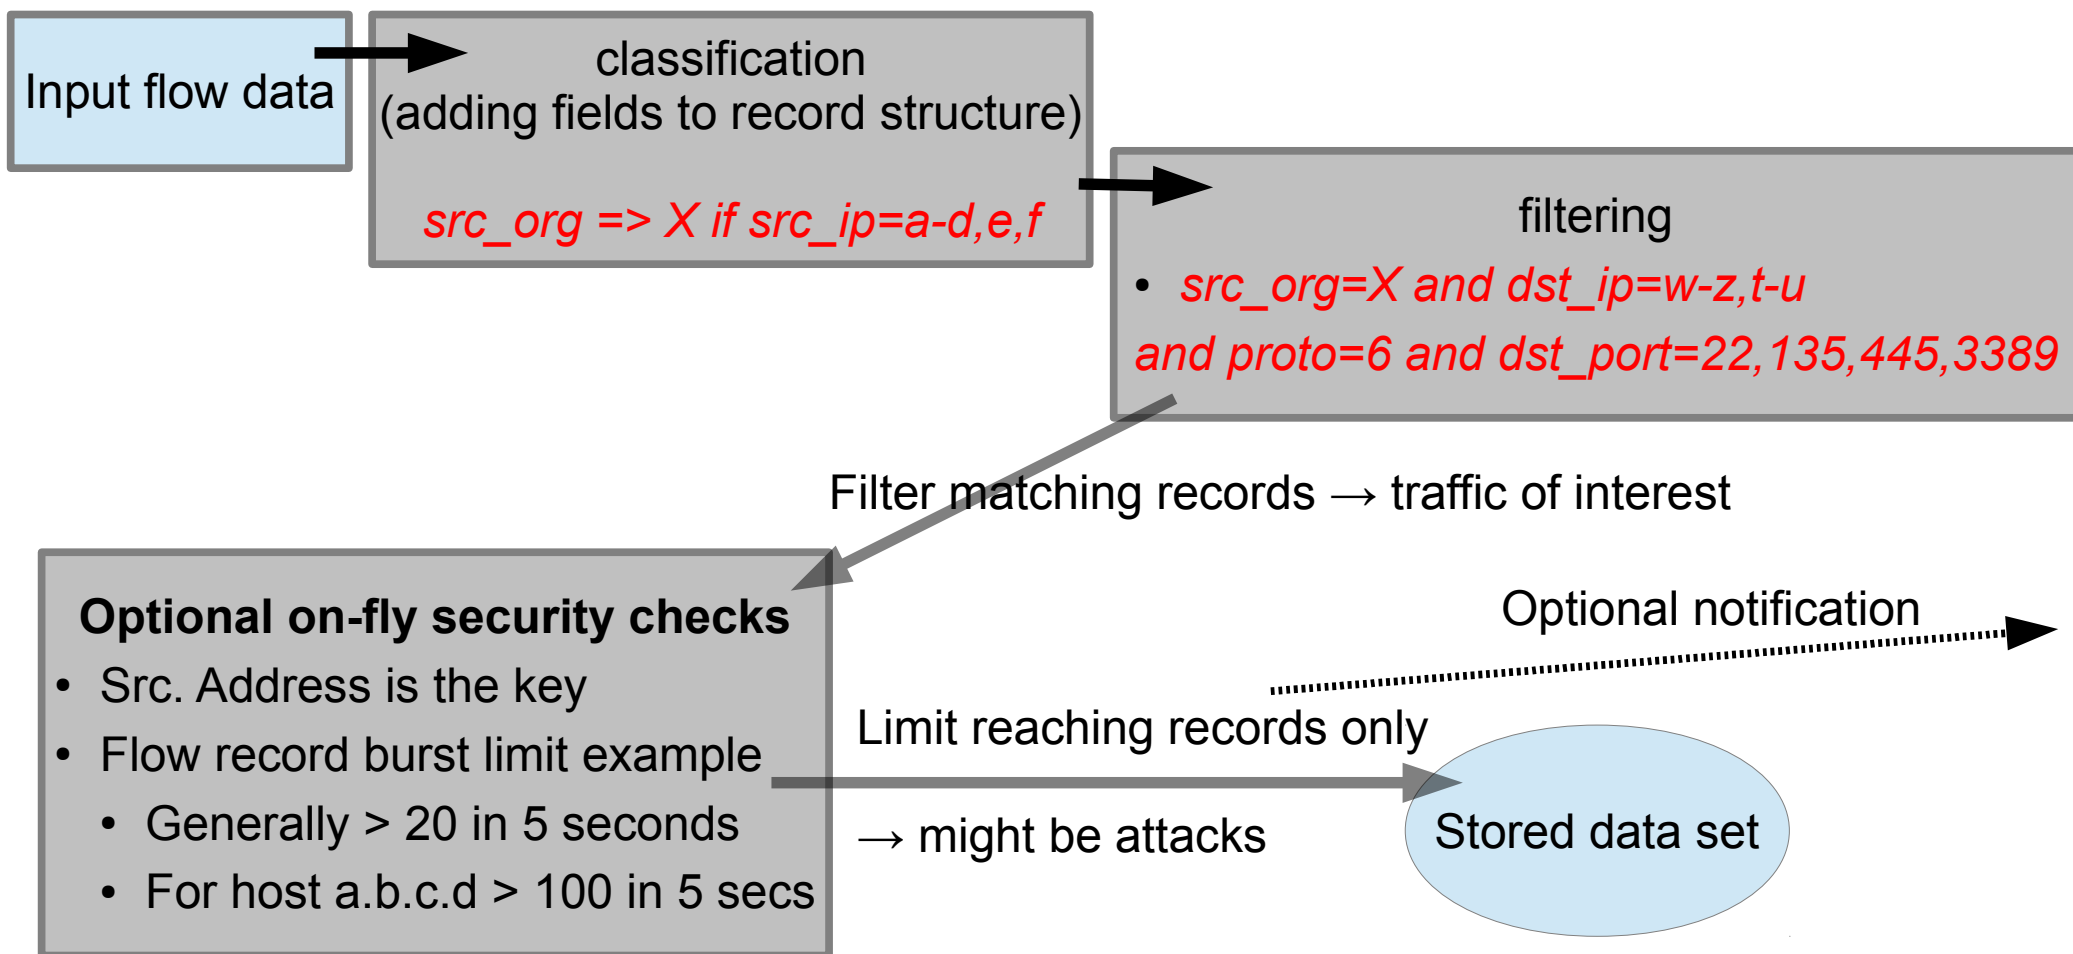 Input flow data
classification
(adding fields to record structure)
src_org => X if src_ip=a-d,e,f
filtering
• src_org=X and dst_ip=w-z,t-u
and proto=6 and dst_port=22,135,445,3389
Filter matching records → traffic of interest
Optional on-fly security checks
• Src. Address is the key
• Flow record burst limit example
• Generally > 20 in 5 seconds
• For host a.b.c.d > 100 in 5 secs
Optional notification
Limit reaching records only
→ might be attacks
Stored data set